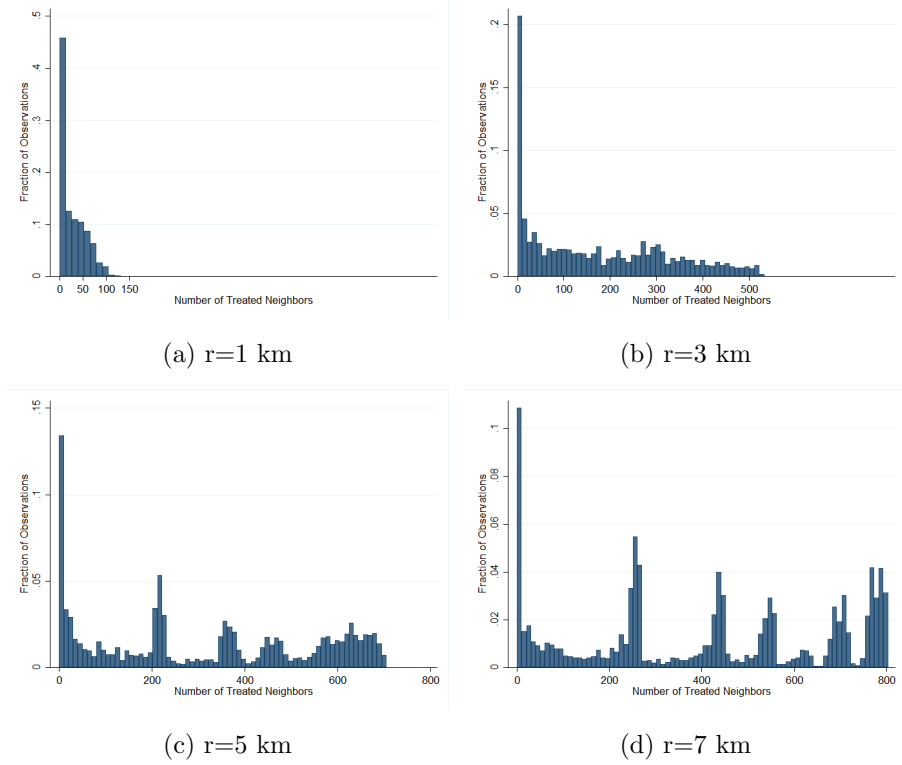 .5
.4
.3
.2
.1
0
Fraction of Observations
0 50 100 150
Number of Treated Neighbors
(a) r=1 km
.2
.15
.1
.05
0
Fraction of Observations
0 100 200 300 400 500
Number of Treated Neighbors
(b) r=3 km
.15
.1
.05
0
Fraction of Observations
0 200 400 600 800
Number of Treated Neighbors
(c) r=5 km
.1
.08
.06
.04
.02
0
Fraction of Observations
0 200 400 600 800
Number of Treated Neighbors
(d) r=7 km